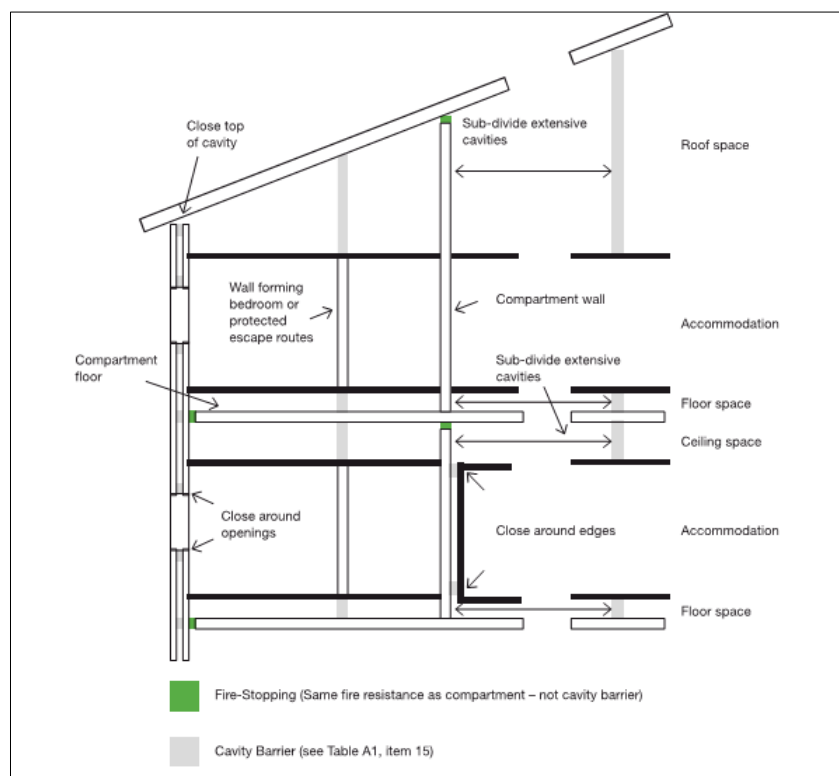 Close top
of cavity
Sub-divide extensive
cavities
Roof space
Wall forming
bedroom or
protected
escape routes
Compartment wall
Accommodation
Compartment
floor
Sub-divide extensive
cavities
Floor space
Ceiling space
Close around
openings
Close around edges
Accommodation
Floor space
Fire-Stopping (Same fire resistance as compartment – not cavity barrier)
Cavity Barrier (see Table A1, item 15)